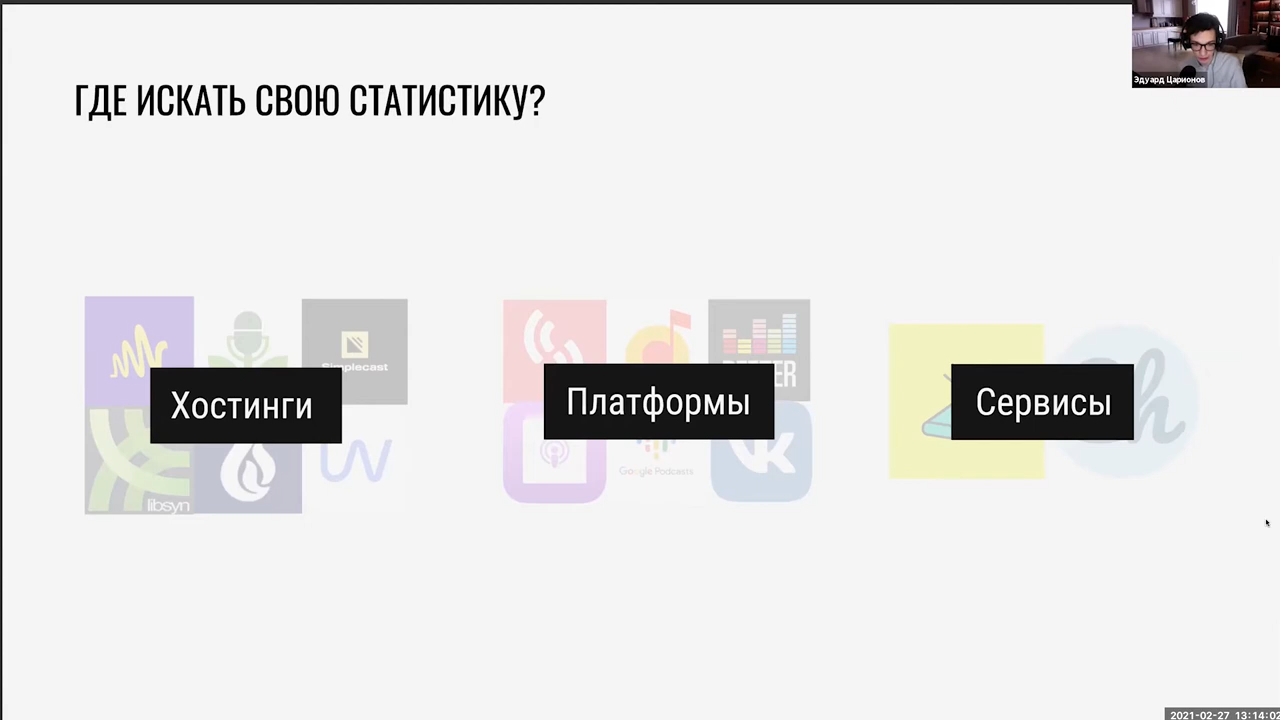 Эдуард Царионов
ГДЕ ИСКАТЬ СВОЮ СТАТИСТИКУ?
Simplecast
Хостинги
Платформы
Сервисы
Google Podcasts
libsyn
2021-02-27 13:14:02